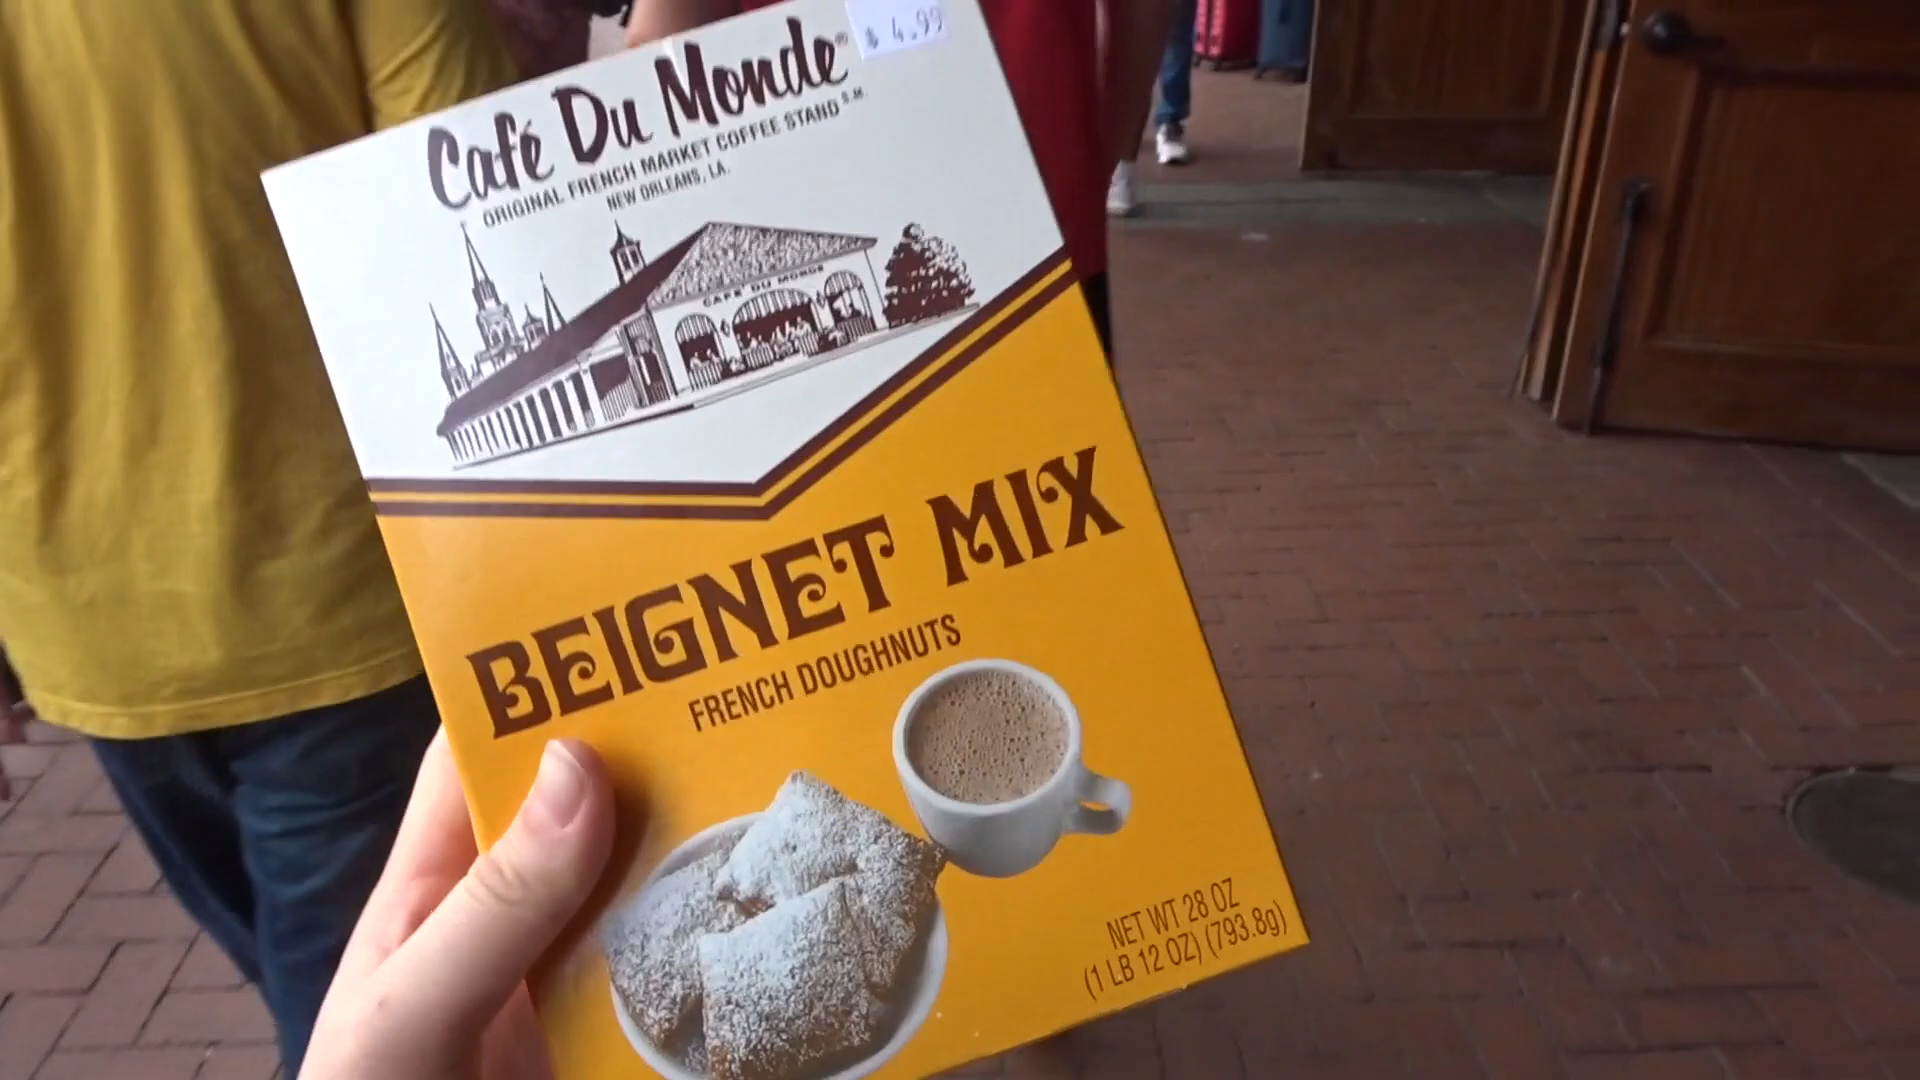 $ 4.99
Café Du Monde®
ORIGINAL FRENCH MARKET COFFEE STAND S.M.
NEW ORLEANS, LA.
CAFE DU MONDE
BEIGNET MIX
FRENCH DOUGHNUTS
NET WT 28 OZ
(1 LB 12 OZ) (793.8g)